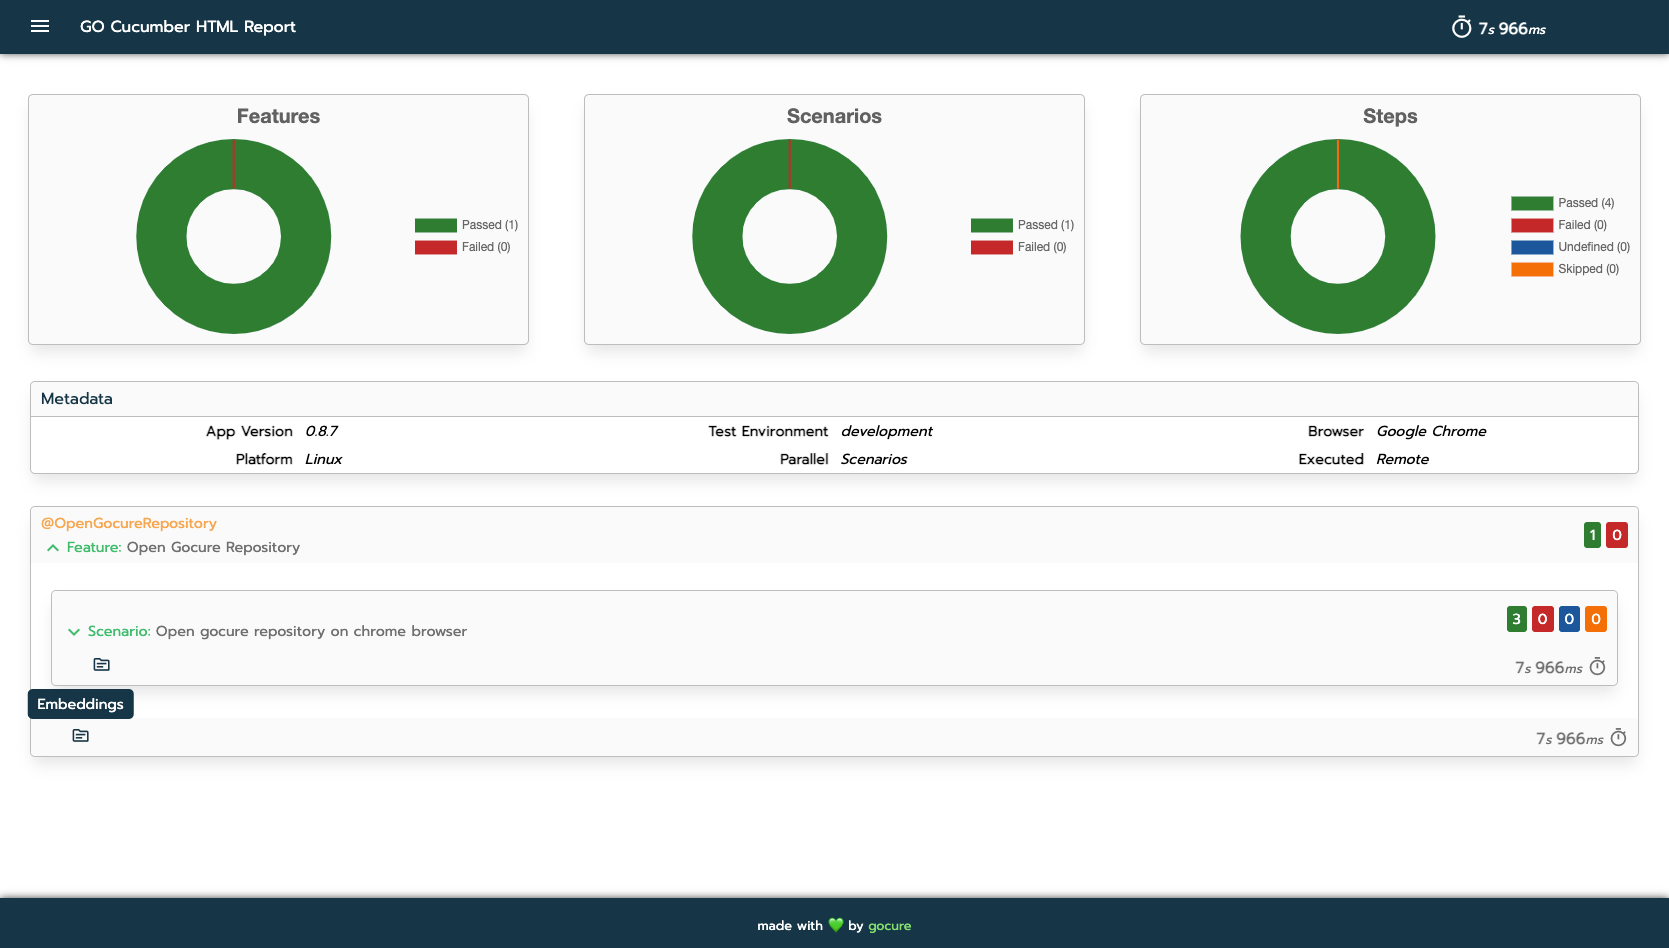 GO Cucumber HTML Report
7s 966ms
Features
Passed (1)
Failed (0)
Scenarios
Passed (1)
Failed (0)
Steps
Passed (4)
Failed (0)
Undefined (0)
Skipped (0)
Metadata
App Version 0.8.7
Test Environment development
Browser Google Chrome
Platform Linux
Parallel Scenarios
Executed Remote
@OpenGocureRepository
Feature: Open Gocure Repository
1 0
Scenario: Open gocure repository on chrome browser
3 0 0 0
7s 966ms
Embeddings
7s 966ms
made with 💚 by gocure